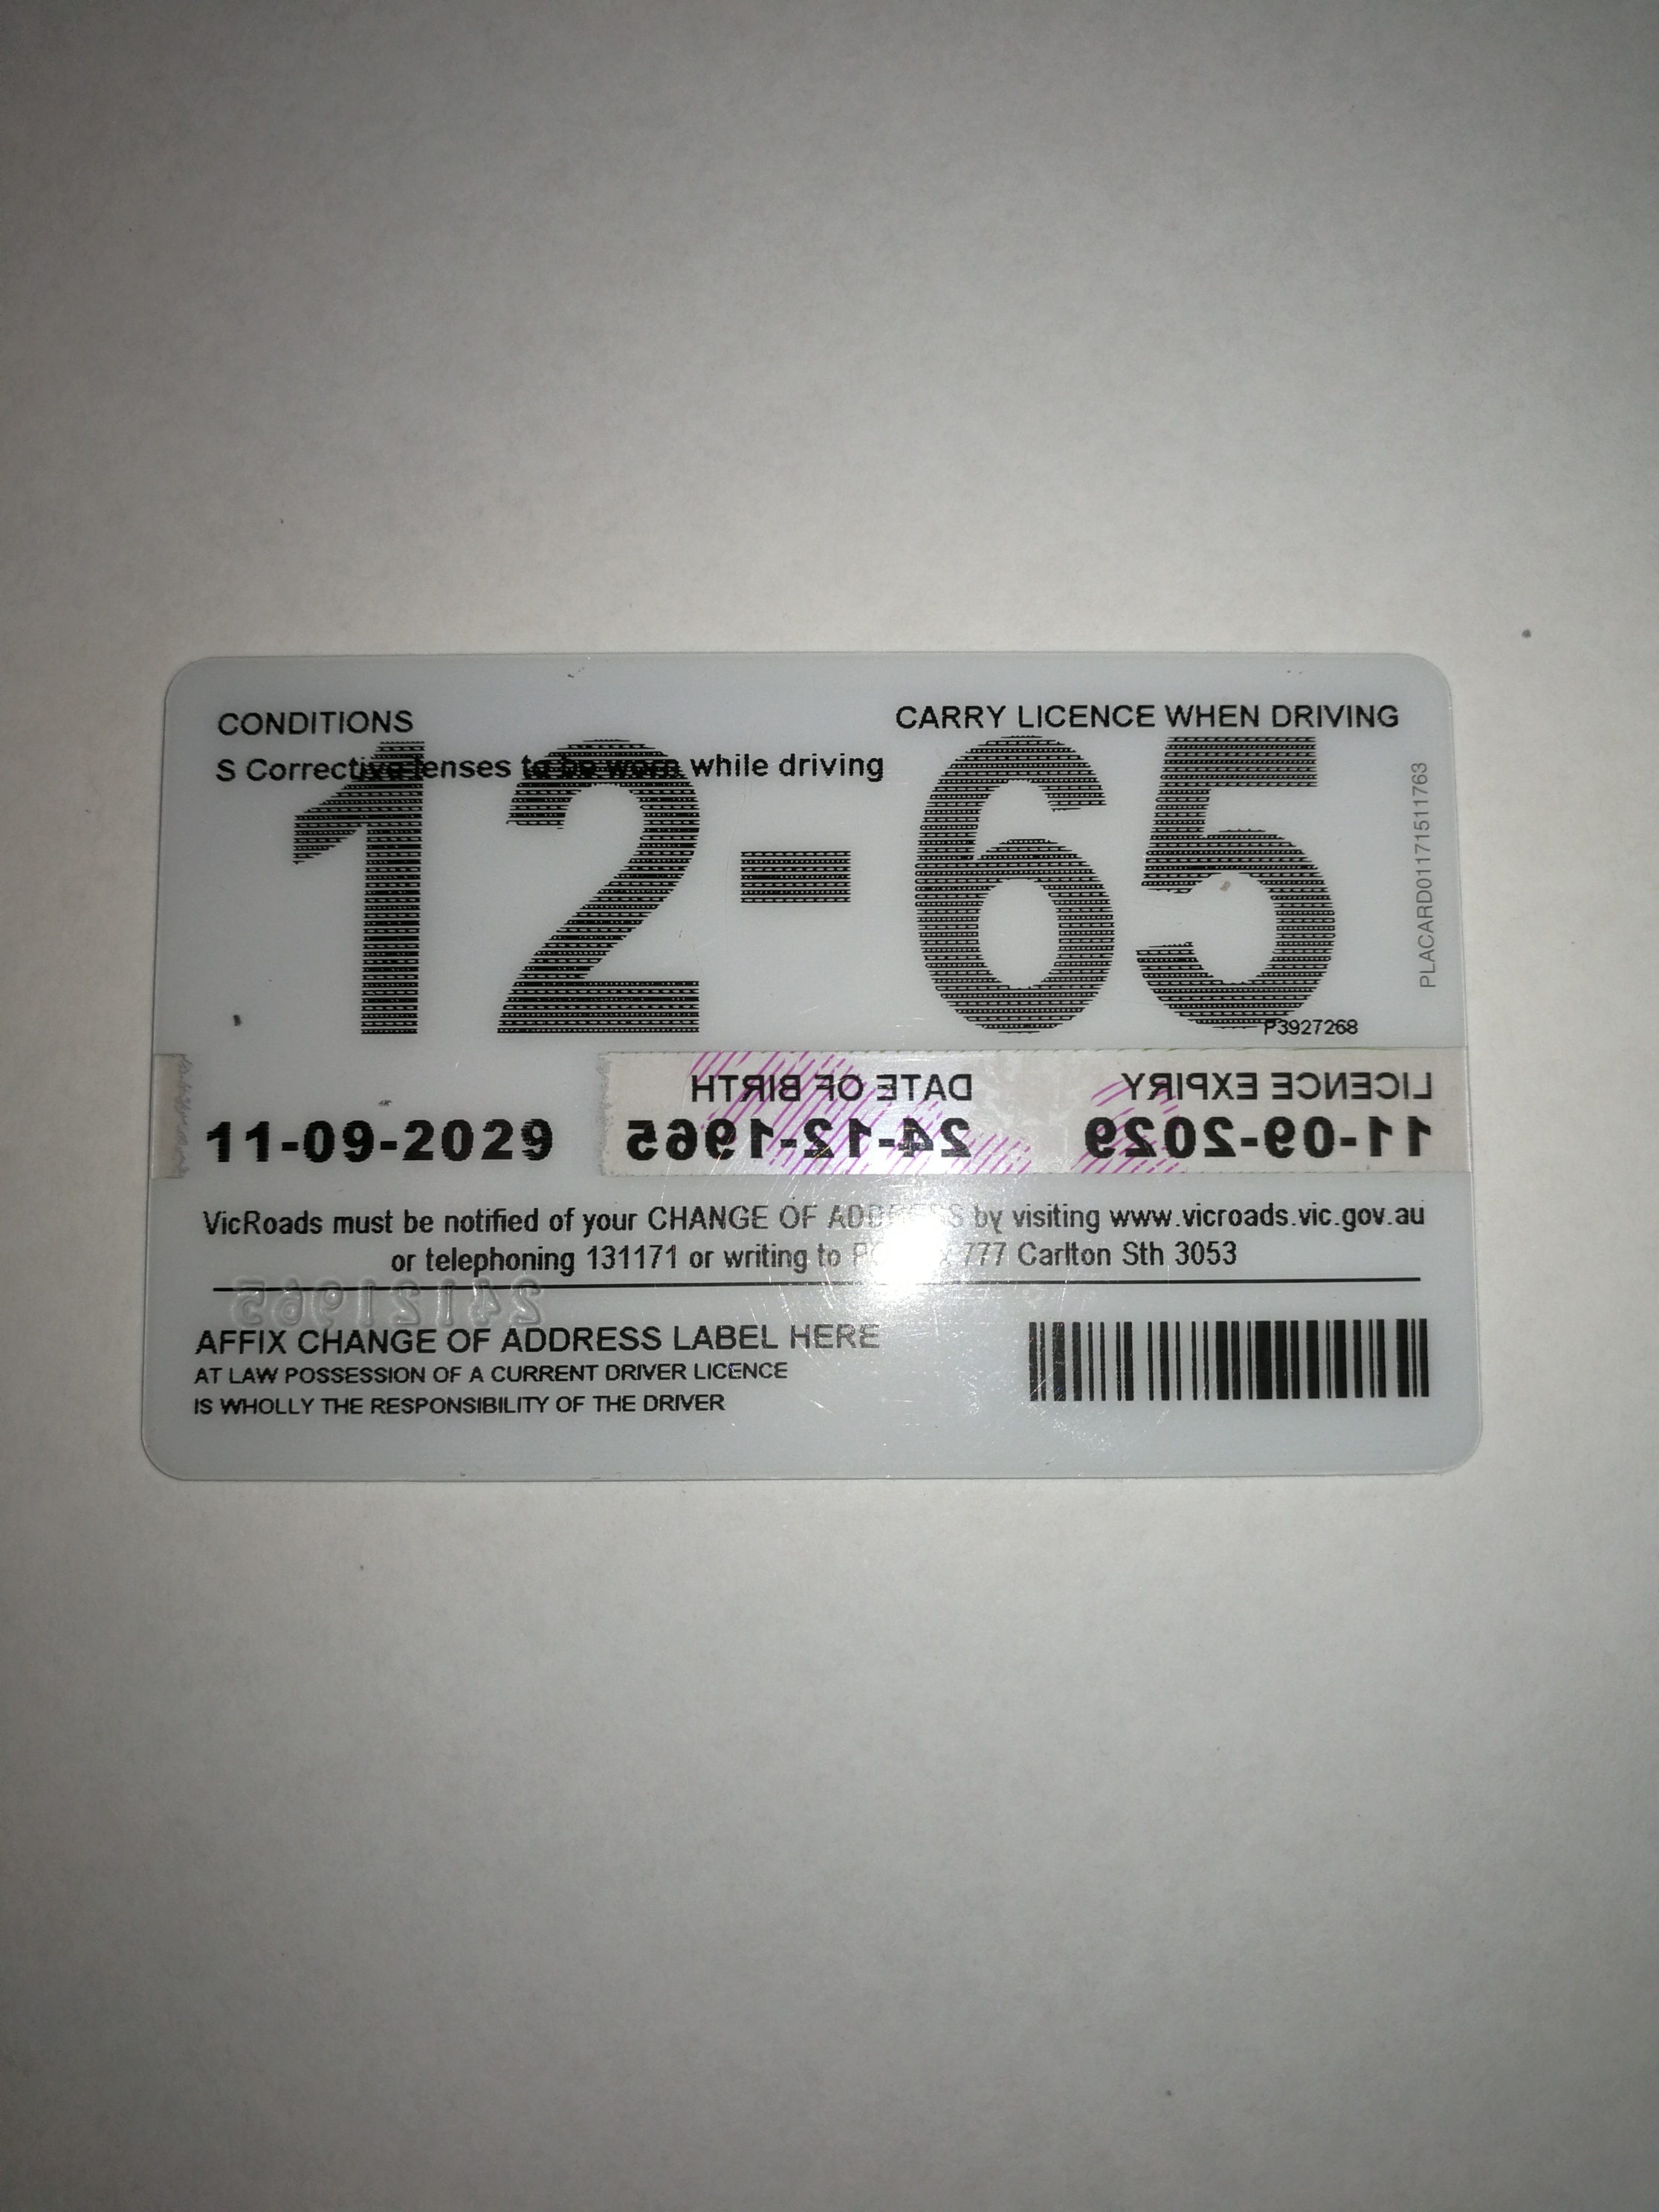 CONDITIONS
CARRY LICENCE WHEN DRIVING
S Corrective lenses to be worn while driving
12-65
PLACARD0117151511763
P3927268
DATE OF BIRTH
LICENCE EXPIRY
11-09-2029
24-12-1965
11-09-2029
VicRoads must be notified of your CHANGE OF ADDRESS by visiting www.vicroads.vic.gov.au
or telephoning 131171 or writing to 777 Carlton Sth 3053
24121965
AFFIX CHANGE OF ADDRESS LABEL HERE
AT LAW POSSESSION OF A CURRENT DRIVER LICENCE
IS WHOLLY THE RESPONSIBILITY OF THE DRIVER